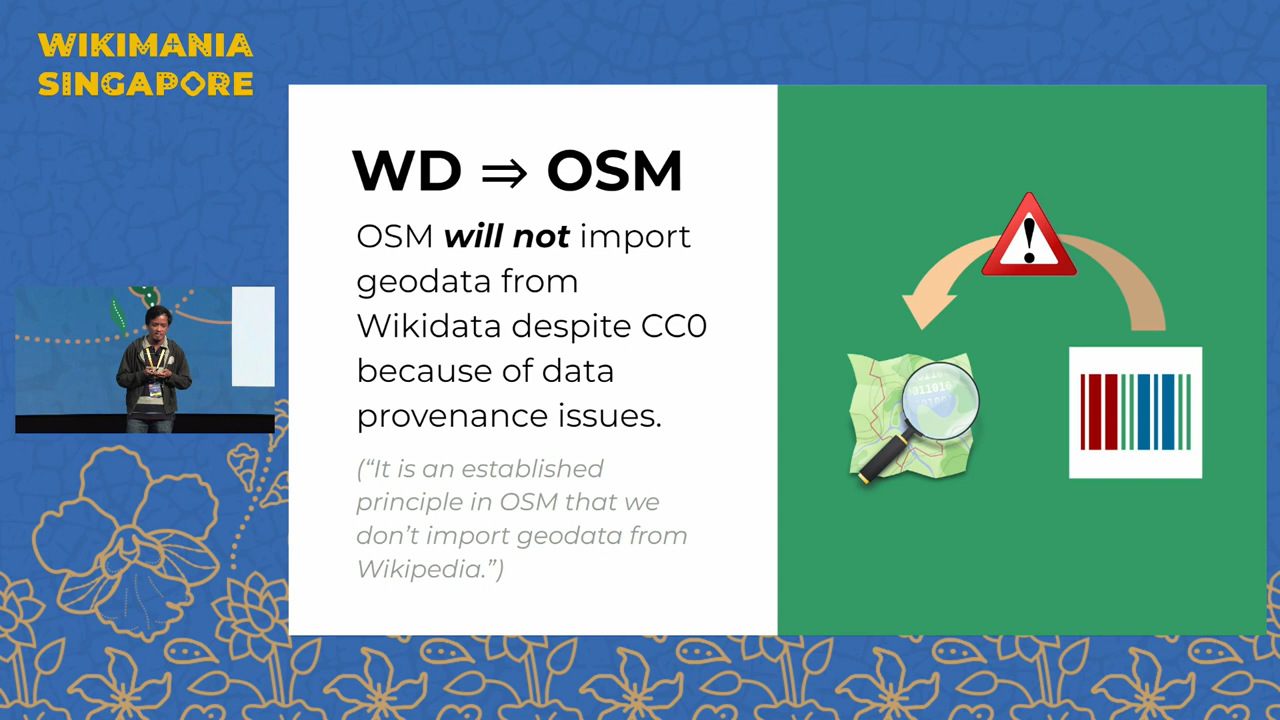 WIKIMANIA
SINGAPORE
WD ⇒ OSM
OSM will not import
geodata from
Wikidata despite CC0
because of data
provenance issues.
(“It is an established
principle in OSM that we
don’t import geodata from
Wikipedia.”)